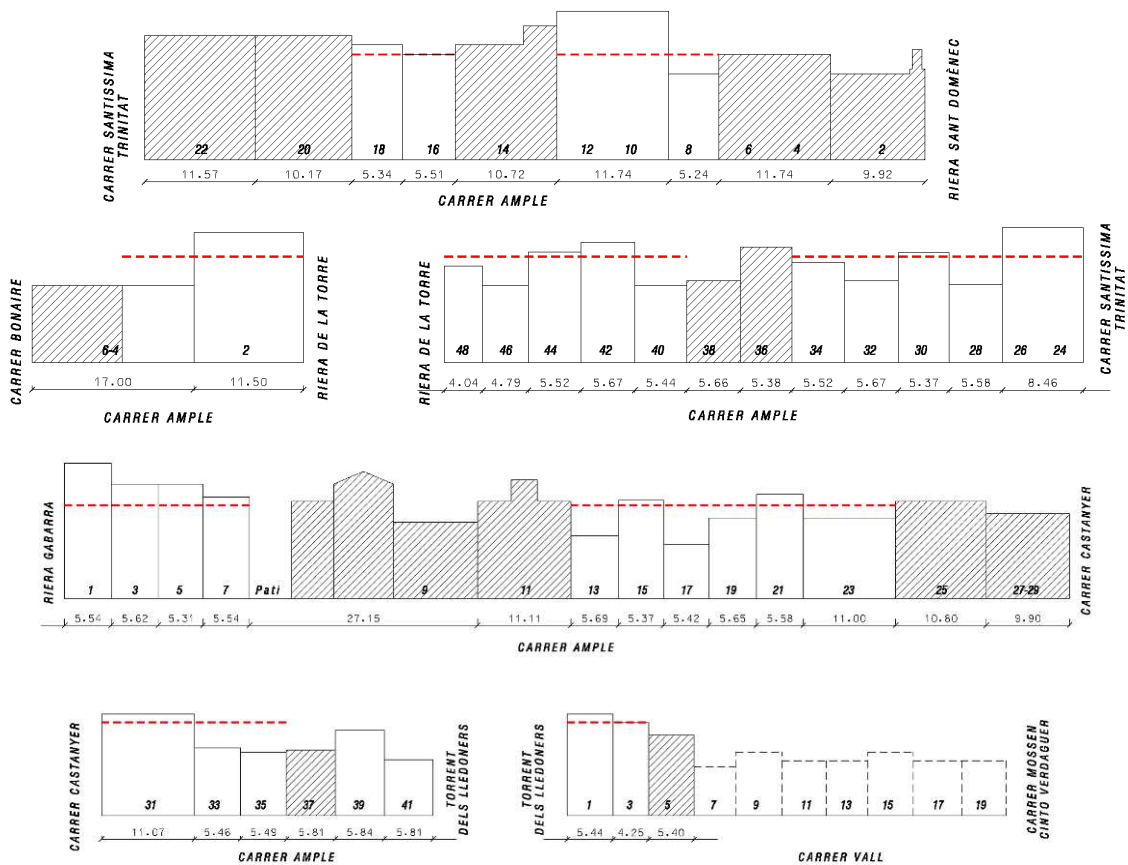 CARRER SANTISSIMA
TRINITAT
22 20 18 16 14 12 10 8 6 4 2
RIERA SANT DOMÈNEC
11.57 10.17 5.34 5.51 10.72 11.74 5.24 11.74 9.92
CARRER AMPLE
CARRER BONAIRE
6-4 2
RIERA DE LA TORRE
17.00 11.50
CARRER AMPLE
RIERA DE LA TORRE
48 46 44 42 40 38 36 34 32 30 28 26 24
CARRER SANTISSIMA
TRINITAT
4.04 4.79 5.52 5.67 5.44 5.66 5.38 5.52 5.67 5.37 5.58 8.46
CARRER AMPLE
RIERA GABARRA
1 3 5 7 Pati 9 11 13 15 17 19 21 23 25 27-29
CARRER CASTANYER
5.54 5.62 5.31 5.54 27.15 11.11 5.69 5.37 5.42 5.65 5.58 11.00 10.60 9.90
CARRER AMPLE
CARRER CASTANYER
31 33 35 37 39 41
TORRENT
DELS LLEDONERS
11.07 5.46 5.49 5.81 5.84 5.81
CARRER AMPLE
TORRENT
DELS LLEDONERS
1 3 5 7 9 11 13 15 17 19
CARRER MOSSEN
CINTO VERDAGUER
5.44 4.25 5.40
CARRER VALL